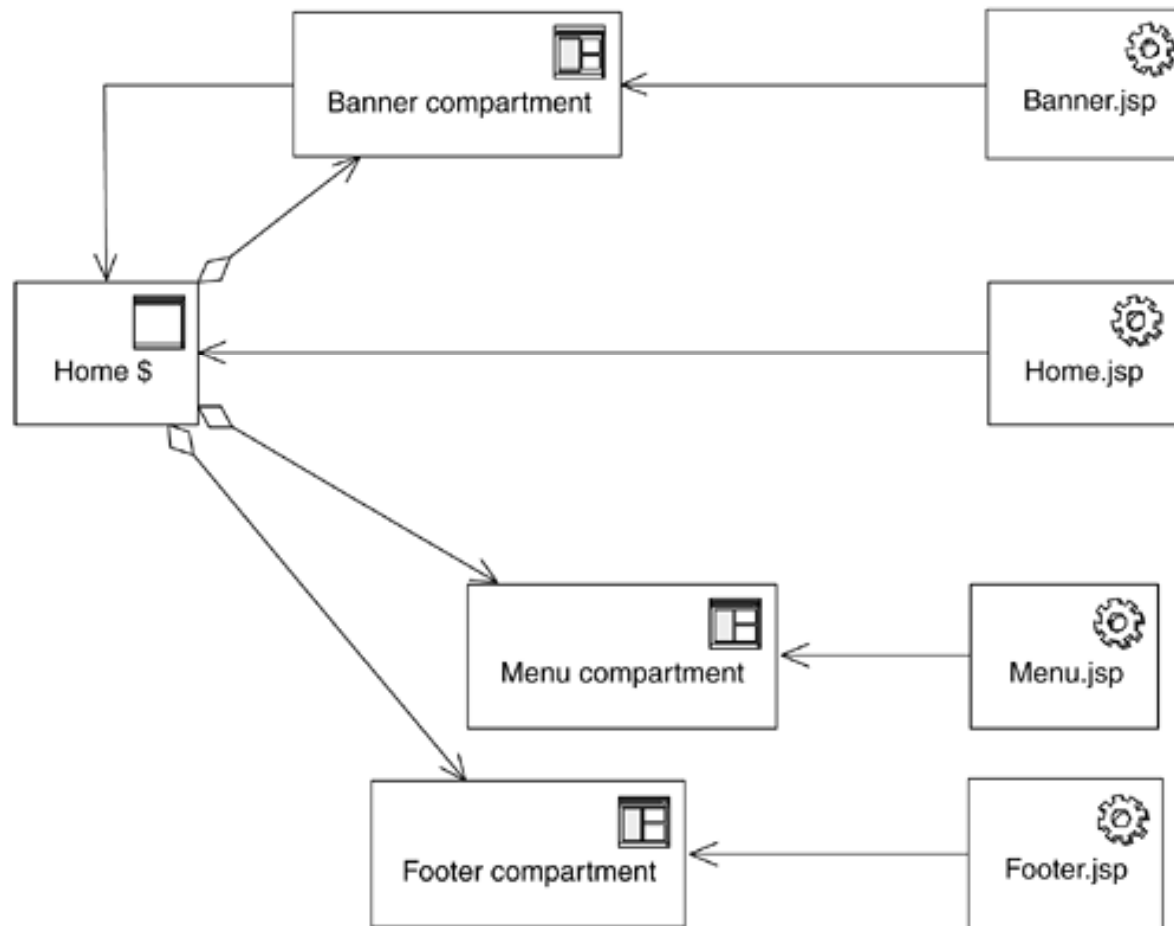 Banner compartment
Banner.jsp
Home $
Home.jsp
Menu compartment
Menu.jsp
Footer compartment
Footer.jsp